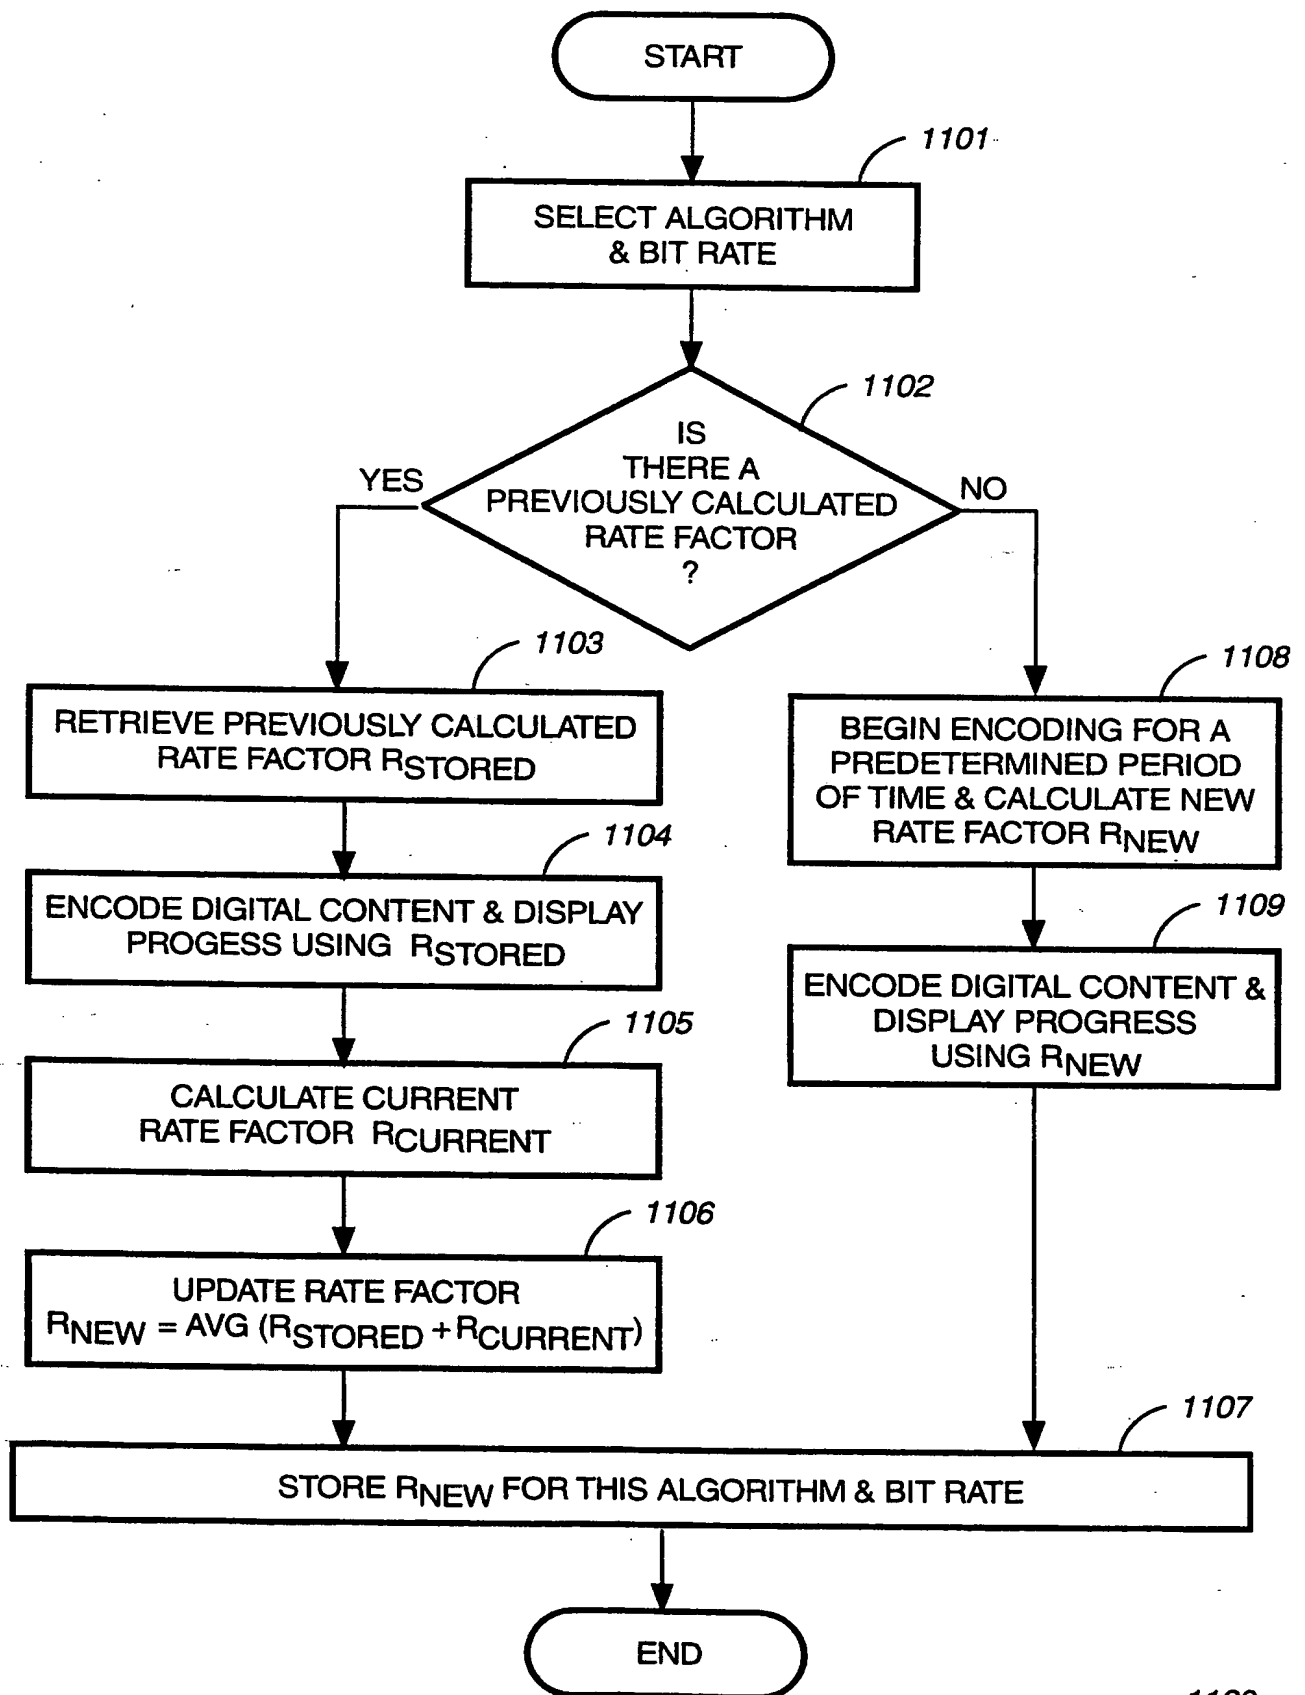 START
1101
SELECT ALGORITHM
& BIT RATE
1102
IS
THERE A
PREVIOUSLY CALCULATED
RATE FACTOR
?
YES
NO
1103
RETRIEVE PREVIOUSLY CALCULATED
RATE FACTOR RSTORED
1104
ENCODE DIGITAL CONTENT & DISPLAY
PROGESS USING RSTORED
1105
CALCULATE CURRENT
RATE FACTOR RCURRENT
1106
UPDATE RATE FACTOR
RNEW = AVG (RSTORED + RCURRENT)
1108
BEGIN ENCODING FOR A
PREDETERMINED PERIOD
OF TIME & CALCULATE NEW
RATE FACTOR RNEW
1109
ENCODE DIGITAL CONTENT &
DISPLAY PROGRESS
USING RNEW
1107
STORE RNEW FOR THIS ALGORITHM & BIT RATE
END